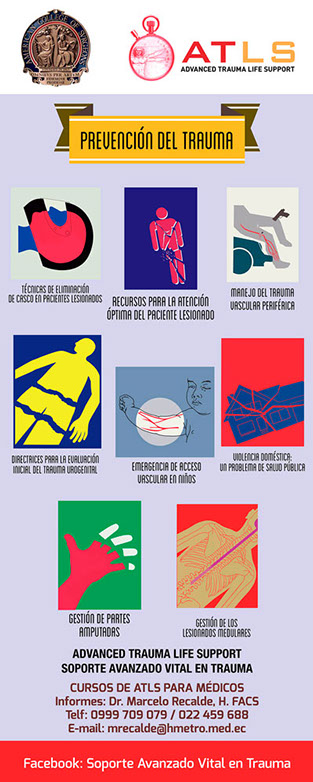 AMERICAN COLLEGE OF SURGEONS
ATLS
ADVANCED TRAUMA LIFE SUPPORT
PREVENCIÓN DEL TRAUMA
TÉCNICAS DE ELIMINACIÓN
DE CASCO EN PACIENTES LESIONADOS
RECURSOS PARA LA ATENCIÓN
ÓPTIMA DEL PACIENTE LESIONADO
MANEJO DEL TRAUMA
VASCULAR PERIFÉRICA
DIRECTRICES PARA LA EVALUACIÓN
INICIAL DEL TRAUMA UROGENITAL
EMERGENCIA DE ACCESO
VASCULAR EN NIÑOS
VIOLENCIA DOMÉSTICA:
UN PROBLEMA DE SALUD PÚBLICA
GESTIÓN DE PARTES
AMPUTADAS
GESTIÓN DE LOS
LESIONADOS MEDULARES
ADVANCED TRAUMA LIFE SUPPORT
SOPORTE AVANZADO VITAL EN TRAUMA
CURSOS DE ATLS PARA MÉDICOS
Informes: Dr. Marcelo Recalde, H. FACS
Telf: 0999 709 079 / 022 459 688
E-mail: mrecalde@hmetro.med.ec
Facebook: Soporte Avanzado Vital en Trauma